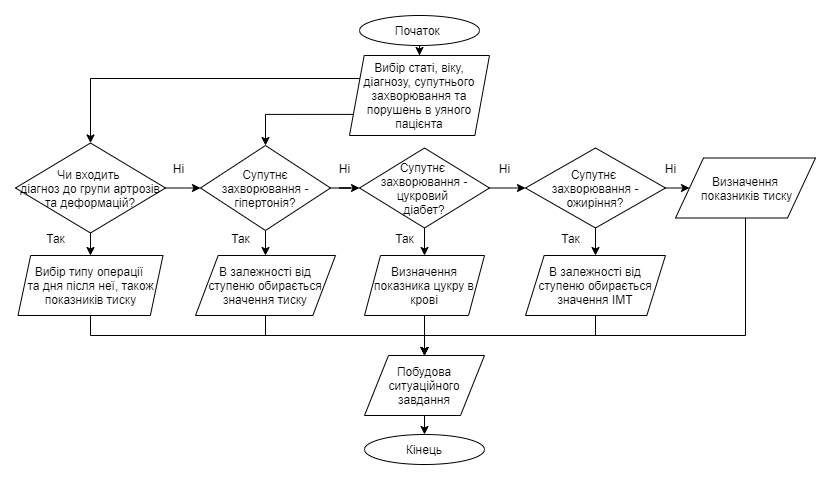 Початок
Вибір статі, віку,
діагнозу, супутнього
захворювання та
порушень в уяного
пацієнта
Чи входить
діагноз до групи артрозів
та деформацій?
Ні
Супутнє
захворювання -
гіпертонія?
Ні
Супутнє
захворювання -
цукровий
діабет?
Ні
Супутнє
захворювання -
ожиріння?
Ні
Визначення
показників тиску
Так
Так
Так
Так
Вибір типу операції
та дня після неї, також
показників тиску
В залежності від
ступеню обирається
значення тиску
Визначення
показника цукру в
крові
В залежності від
ступеню обирається
значення ІМТ
Побудова
ситуаційного
завдання
Кінець